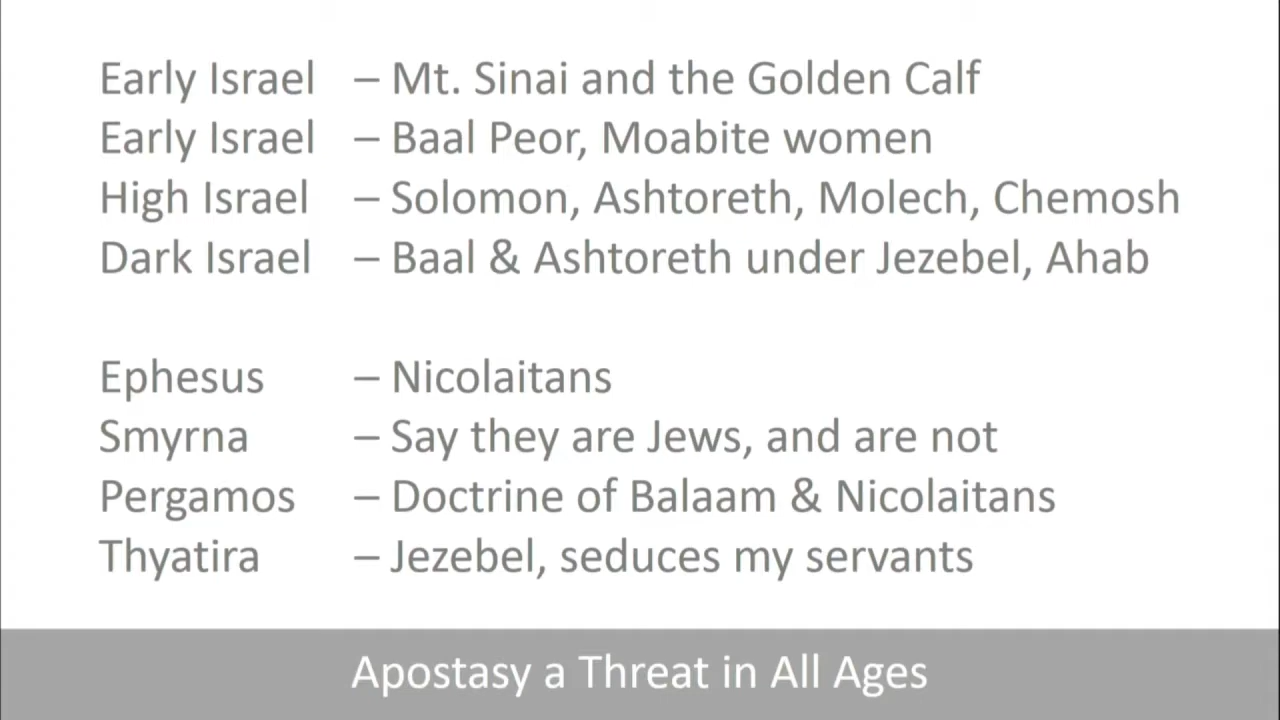 Early Israel – Mt. Sinai and the Golden Calf
Early Israel – Baal Peor, Moabite women
High Israel – Solomon, Ashtoreth, Molech, Chemosh
Dark Israel – Baal & Ashtoreth under Jezebel, Ahab
Ephesus – Nicolaitans
Smyrna – Say they are Jews, and are not
Pergamos – Doctrine of Balaam & Nicolaitans
Thyatira – Jezebel, seduces my servants
Apostasy a Threat in All Ages